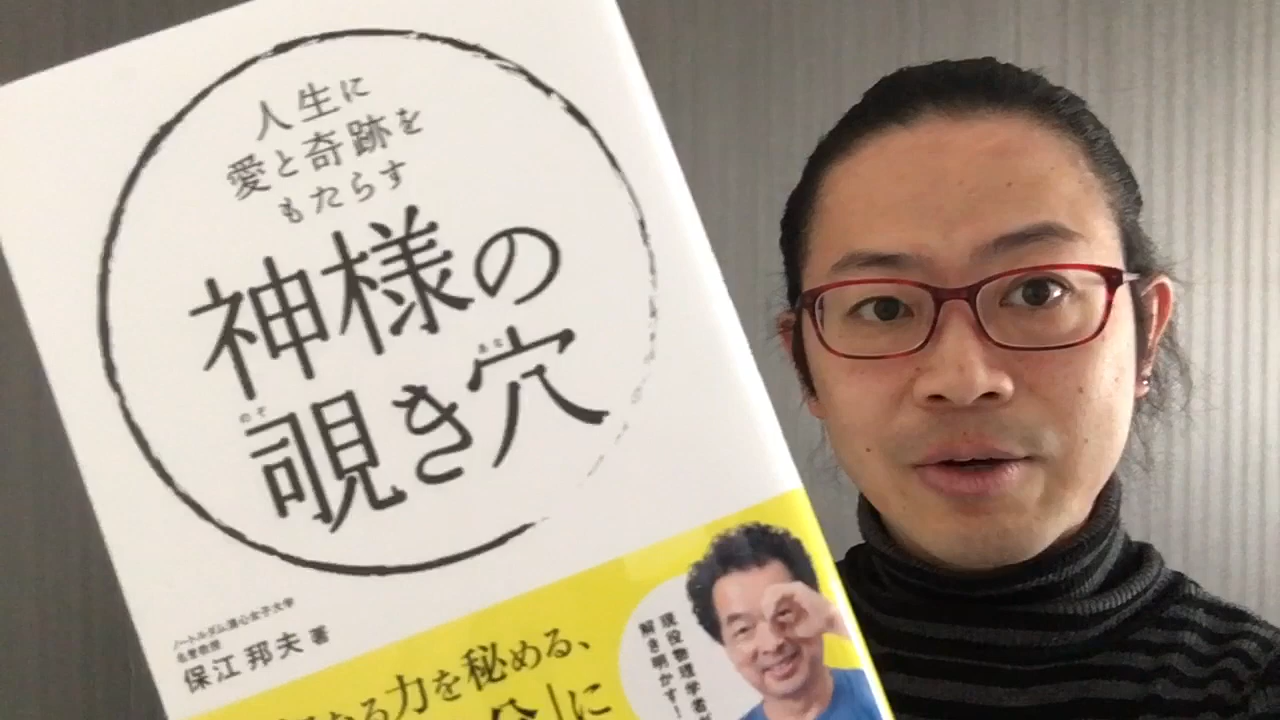 人生に
愛と奇跡を
もたらす
神様の
あな
のぞ
覗き穴
ノートルダム清心女子大学
名誉教授
保江邦夫 著
力を秘める、
に
現役物理学者が
解き明かす!